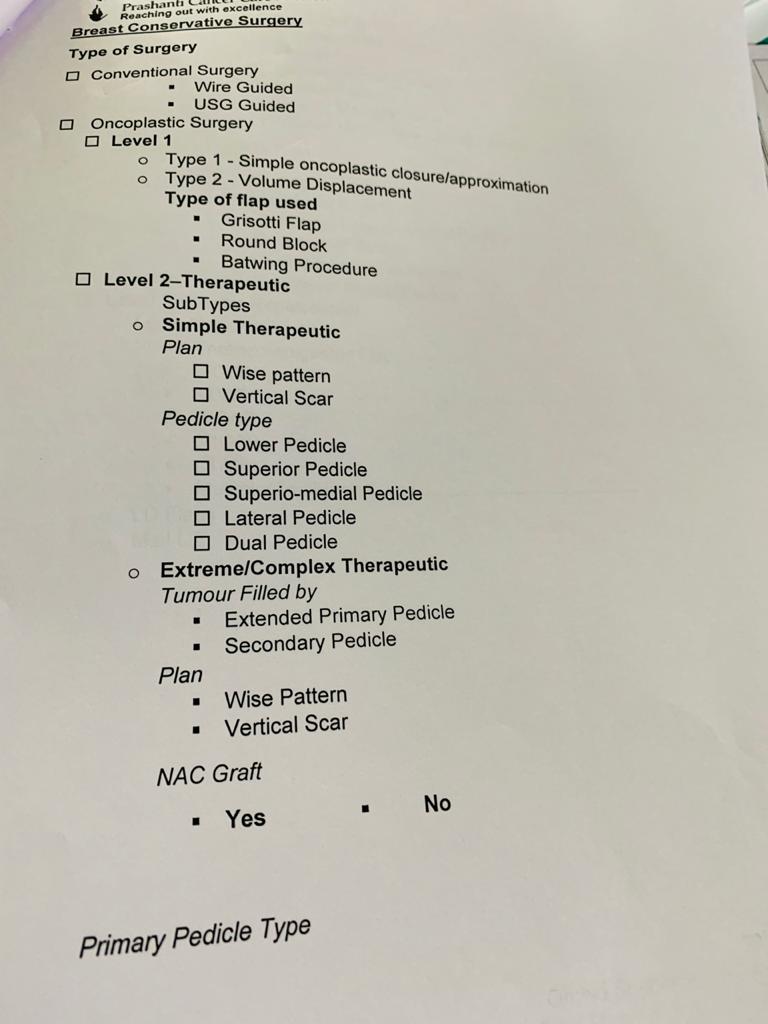 Prashanti Cancer
Reaching out with excellence
Breast Conservative Surgery
Type of Surgery
Conventional Surgery
Wire Guided
USG Guided
Oncoplastic Surgery
Level 1
Type 1 - Simple oncoplastic closure/approximation
Type 2 - Volume Displacement
Type of flap used
Grisotti Flap
Round Block
Batwing Procedure
Level 2–Therapeutic
SubTypes
Simple Therapeutic
Plan
Wise pattern
Vertical Scar
Pedicle type
Lower Pedicle
Superior Pedicle
Superio-medial Pedicle
Lateral Pedicle
Dual Pedicle
Extreme/Complex Therapeutic
Tumour Filled by
Extended Primary Pedicle
Secondary Pedicle
Plan
Wise Pattern
Vertical Scar
NAC Graft
Yes No
Primary Pedicle Type